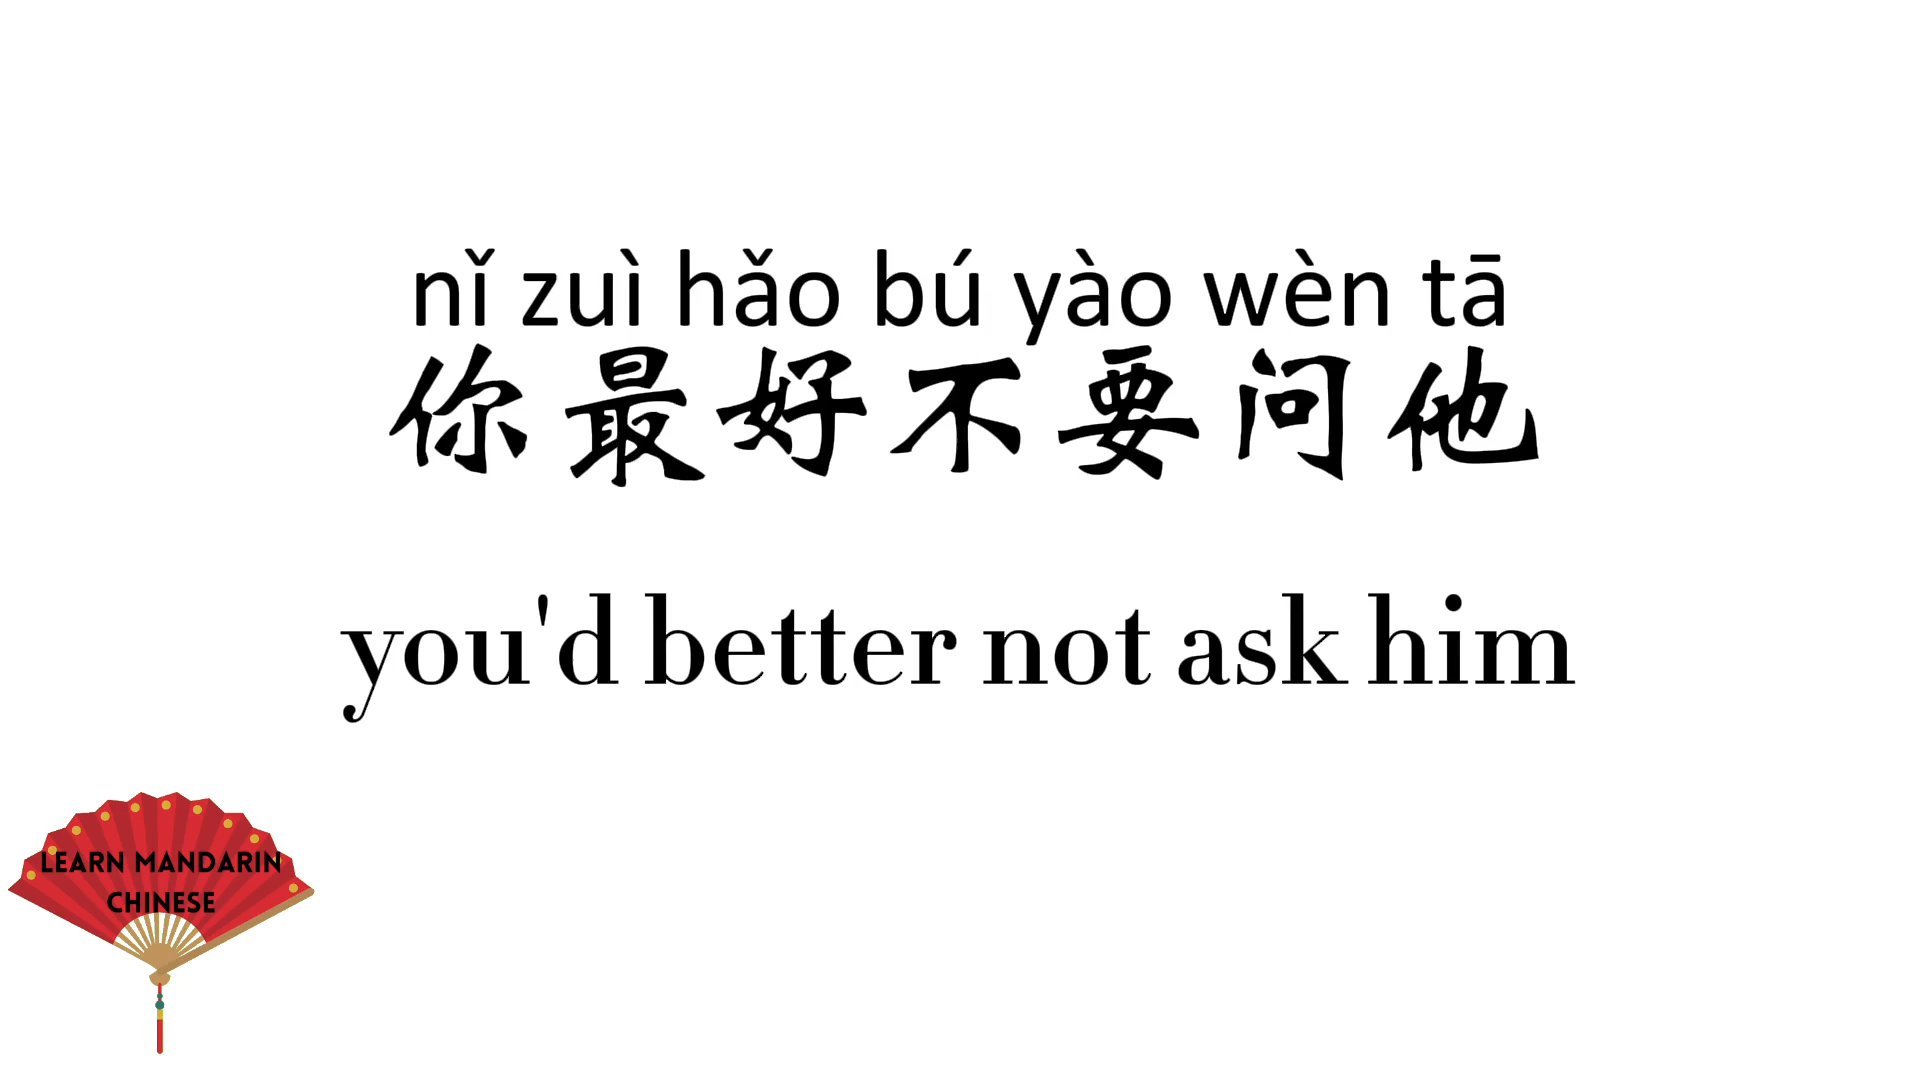 nǐ zuì hǎo bú yào wèn tā
你最好不要问他
you'd better not ask him
LEARN MANDARIN
CHINESE